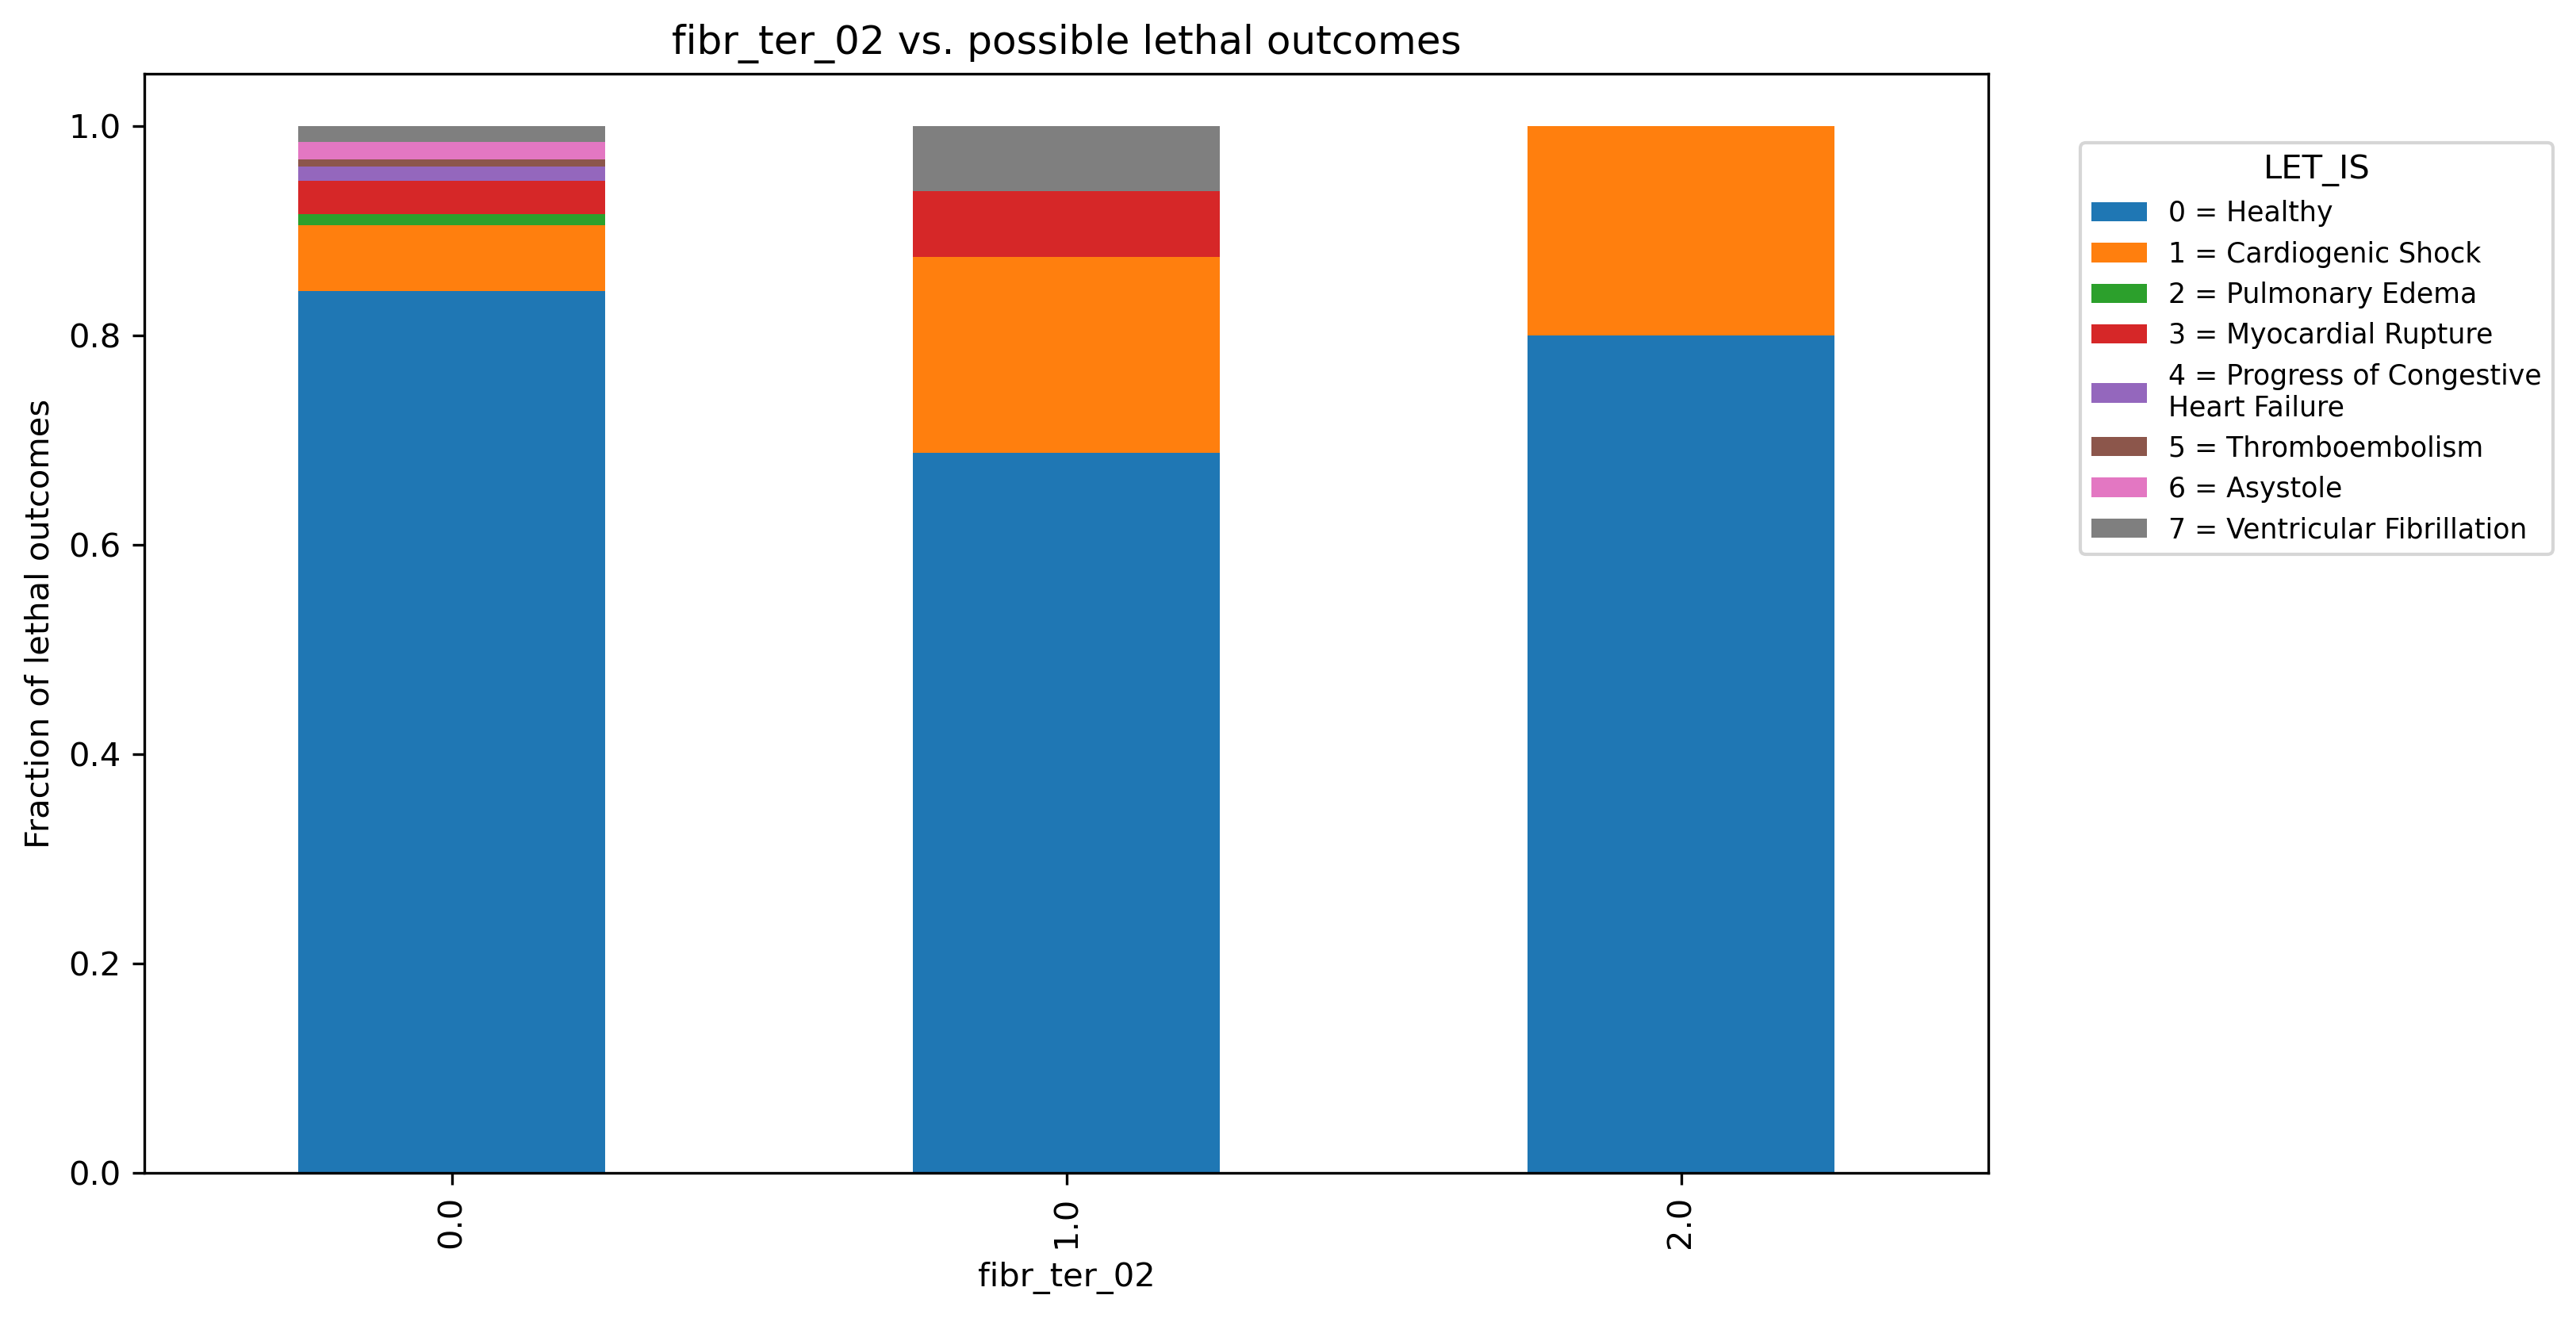 fibr_ter_02 vs. possible lethal outcomes
Fraction of lethal outcomes
1.0
0.8
0.6
0.4
0.2
0.0
0.0
1.0
2.0
fibr_ter_02
LET_IS
0 = Healthy
1 = Cardiogenic Shock
2 = Pulmonary Edema
3 = Myocardial Rupture
4 = Progress of Congestive
Heart Failure
5 = Thromboembolism
6 = Asystole
7 = Ventricular Fibrillation